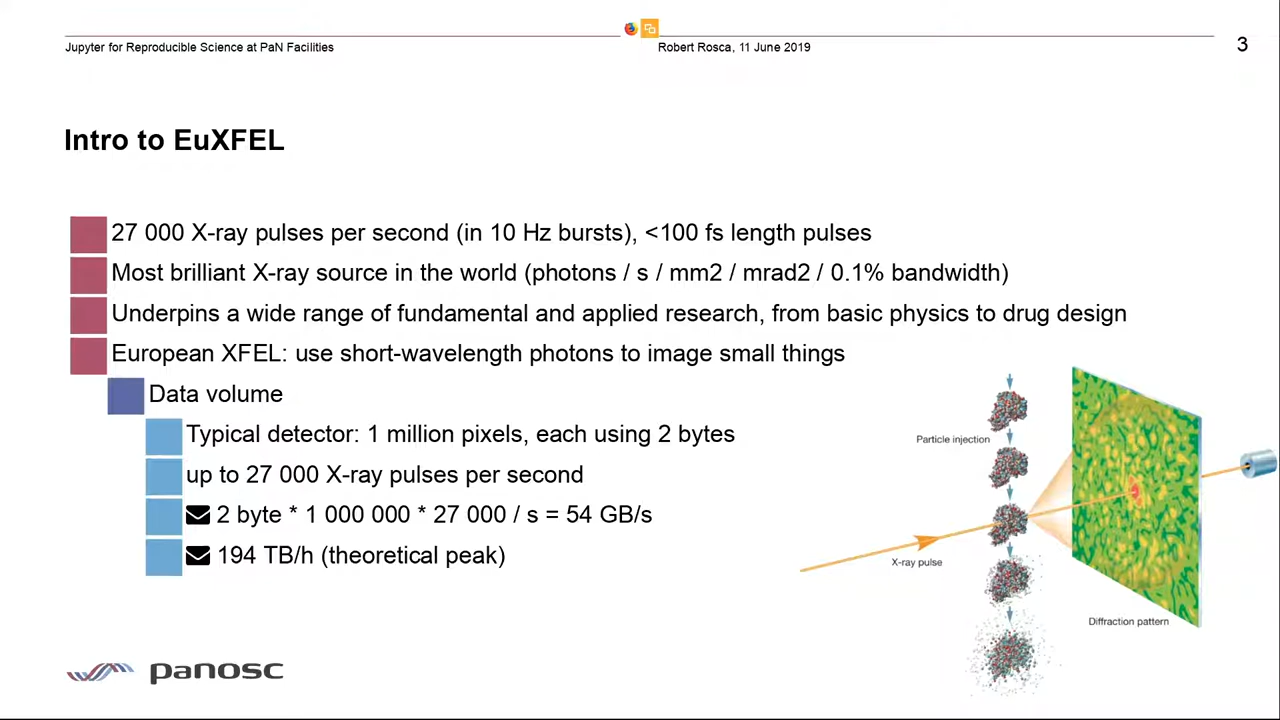 Jupyter for Reproducible Science at PaN Facilities
Robert Rosca, 11 June 2019
3
Intro to EuXFEL
27 000 X-ray pulses per second (in 10 Hz bursts), <100 fs length pulses
Most brilliant X-ray source in the world (photons / s / mm2 / mrad2 / 0.1% bandwidth)
Underpins a wide range of fundamental and applied research, from basic physics to drug design
European XFEL: use short-wavelength photons to image small things
Data volume
Typical detector: 1 million pixels, each using 2 bytes
up to 27 000 X-ray pulses per second
2 byte * 1 000 000 * 27 000 / s = 54 GB/s
194 TB/h (theoretical peak)
Particle injection
X-ray pulse
Diffraction pattern
panosc